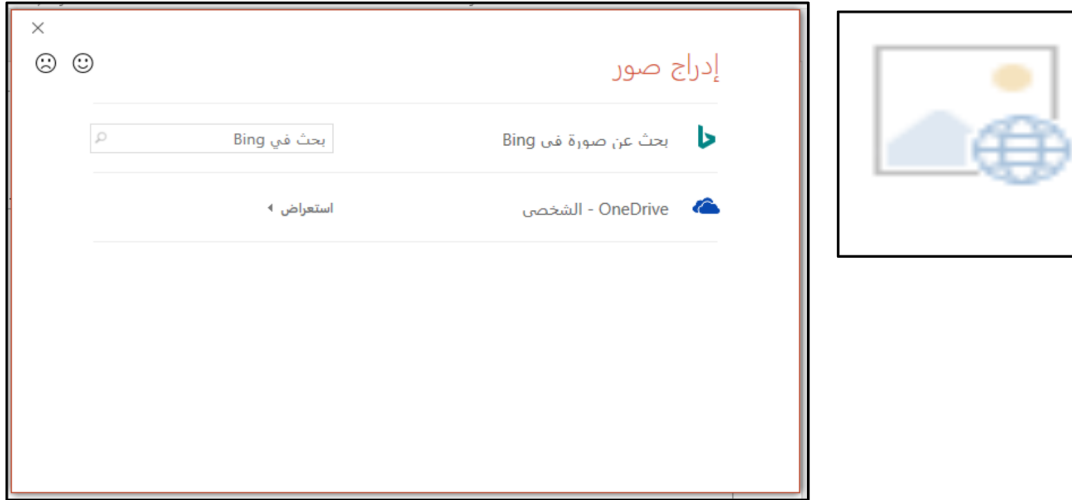 إدراج صور
بحث عن صورة في Bing
بحث في Bing
OneDrive - الشخصي
استعراض